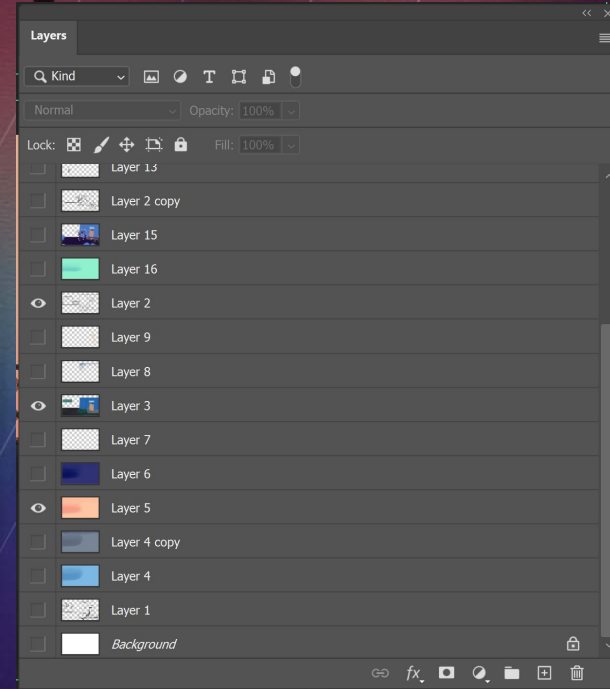 Layers
Kind
Normal Opacity: 100%
Lock: Fill: 100%
Layer 13
Layer 2 copy
Layer 15
Layer 16
Layer 2
Layer 9
Layer 8
Layer 3
Layer 7
Layer 6
Layer 5
Layer 4 copy
Layer 4
Layer 1
Background
fx